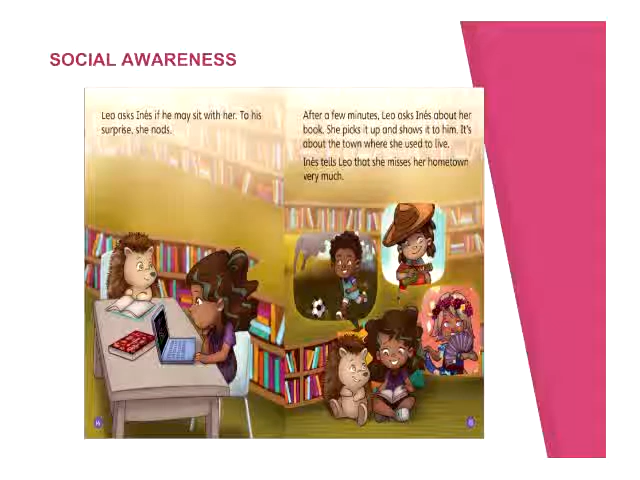 SOCIAL AWARENESS
Leo asks Inés if he may sit with her. To his
surprise, she nods.
After a few minutes, Leo asks Inés about her
book. She picks it up and shows it to him. It's
about the town where she used to live.
Inés tells Leo that she misses her hometown
very much.